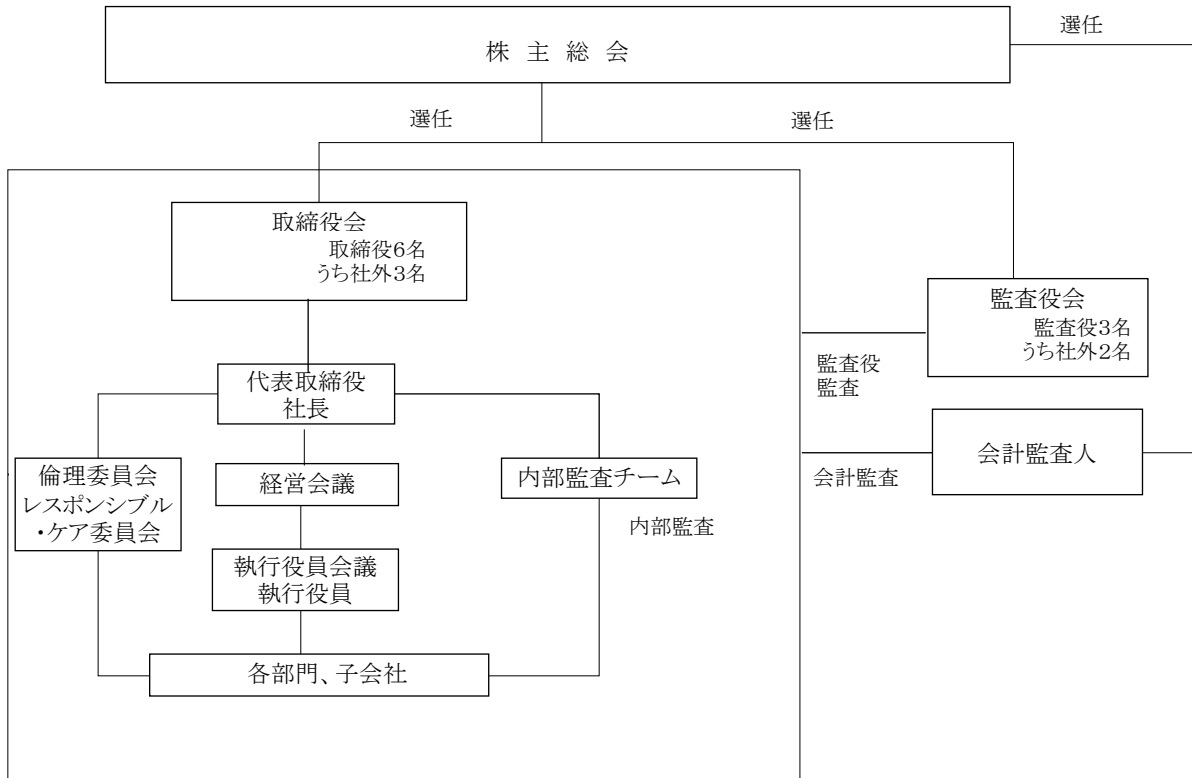 選任
株 主 総 会
選任
選任
取締役会
取締役6名
うち社外3名
監査役会
監査役3名
うち社外2名
監査役
監査
代表取締役
社長
会計監査人
会計監査
倫理委員会
レスポンシブル
・ケア委員会
経営会議
内部監査チーム
内部監査
執行役員会議
執行役員
各部門、子会社